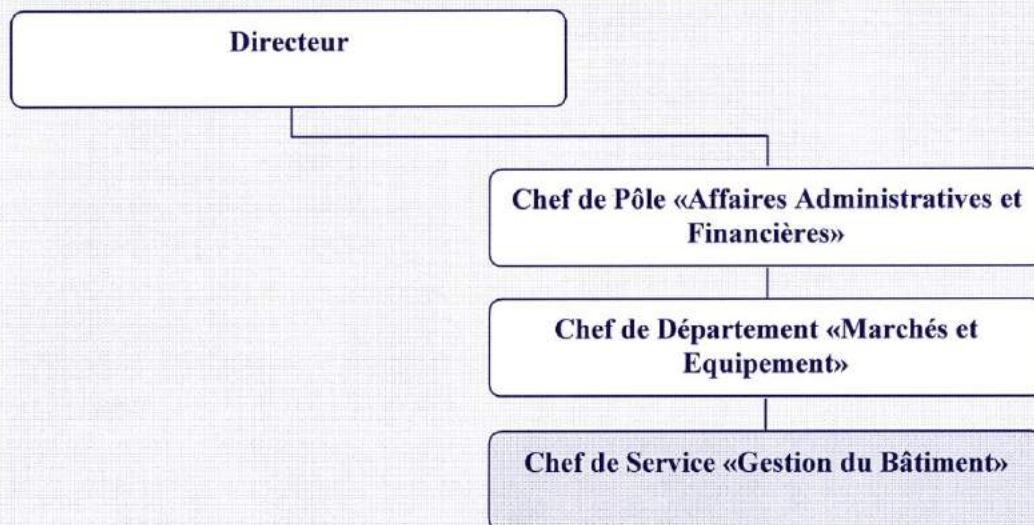 Directeur
Chef de Pôle «Affaires Administratives et
Financières»
Chef de Département «Marchés et
Equipement»
Chef de Service «Gestion du Bâtiment»